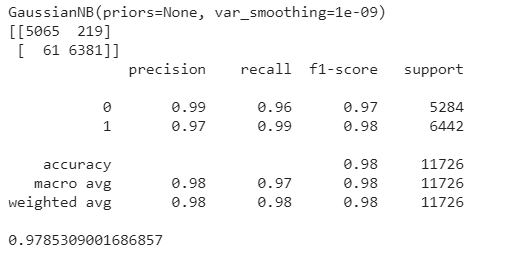 GaussianNB(priors=None, var_smoothing=1e-09)
[[5065  219]
 [  61 6381]]
              precision    recall  f1-score   support

           0       0.99      0.96      0.97      5284
           1       0.97      0.99      0.98      6442

    accuracy                           0.98     11726
   macro avg       0.98      0.97      0.98     11726
weighted avg       0.98      0.98      0.98     11726

0.9785309001686857